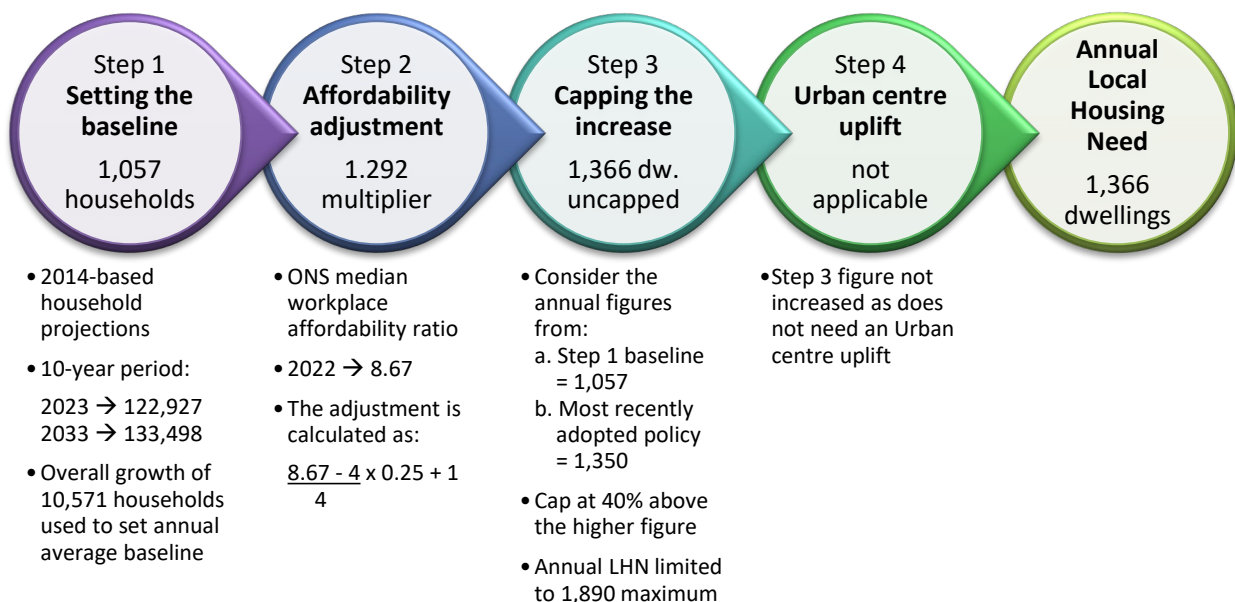 Step 1
Setting the
baseline
1,057
households
Step 2
Affordability
adjustment
1.292
multiplier
Step 3
Capping the
increase
1,366 dw.
uncapped
Step 4
Urban centre
uplift
not
applicable
Annual
Local
Housing
Need
1,366
dwellings
• 2014-based
household
projections
• 10-year period:
2023 → 122,927
2033 → 133,498
• Overall growth of
10,571 households
used to set annual
average baseline
• ONS median
workplace
affordability ratio
• 2022 → 8.67
• The adjustment is
calculated as:
8.67 - 4 x 0.25 + 1
4
• Consider the
annual figures
from:
a. Step 1 baseline
= 1,057
b. Most recently
adopted policy
= 1,350
• Cap at 40% above
the higher figure
• Annual LHN limited
to 1,890 maximum
• Step 3 figure not
increased as does
not need an Urban
centre uplift